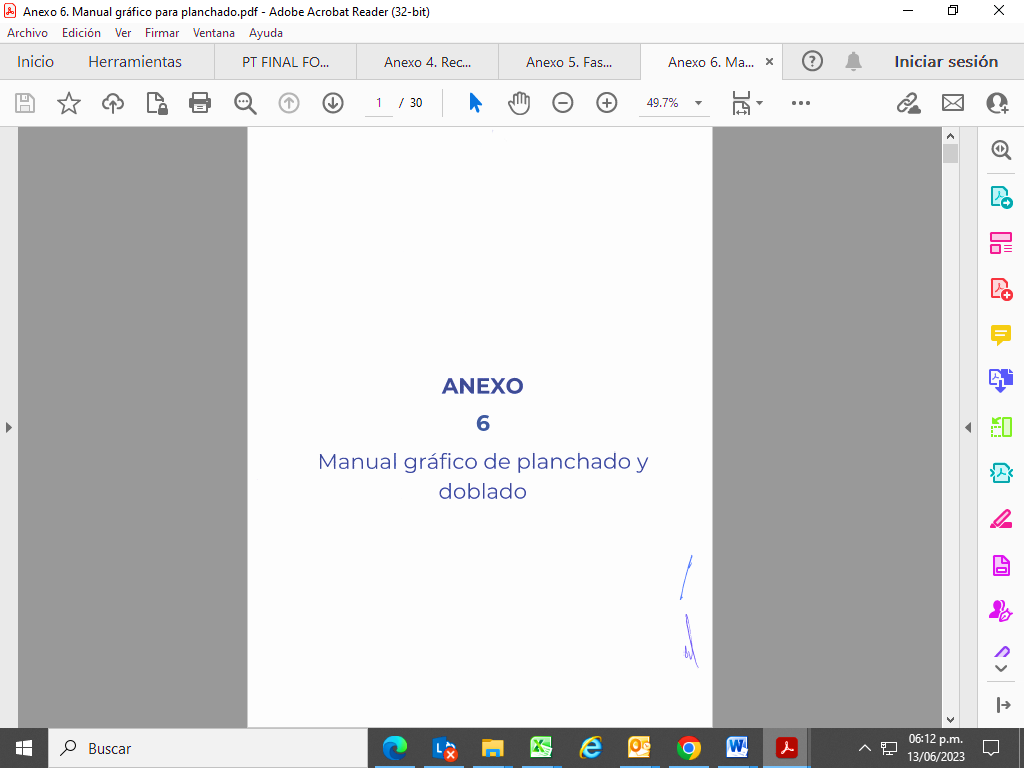 Anexo 6. Manual gráfico para planchado.pdf - Adobe Acrobat Reader (32-bit)
Archivo Edición Ver Firmar Ventana Ayuda
Inicio Herramientas PT FINAL FO... Anexo 4. Rec... Anexo 5. Fas... Anexo 6. Ma... Iniciar sesión
1 / 30 49.7%
ANEXO
6
Manual gráfico de planchado y
doblado
Buscar
06:12 p.m.
13/06/2023